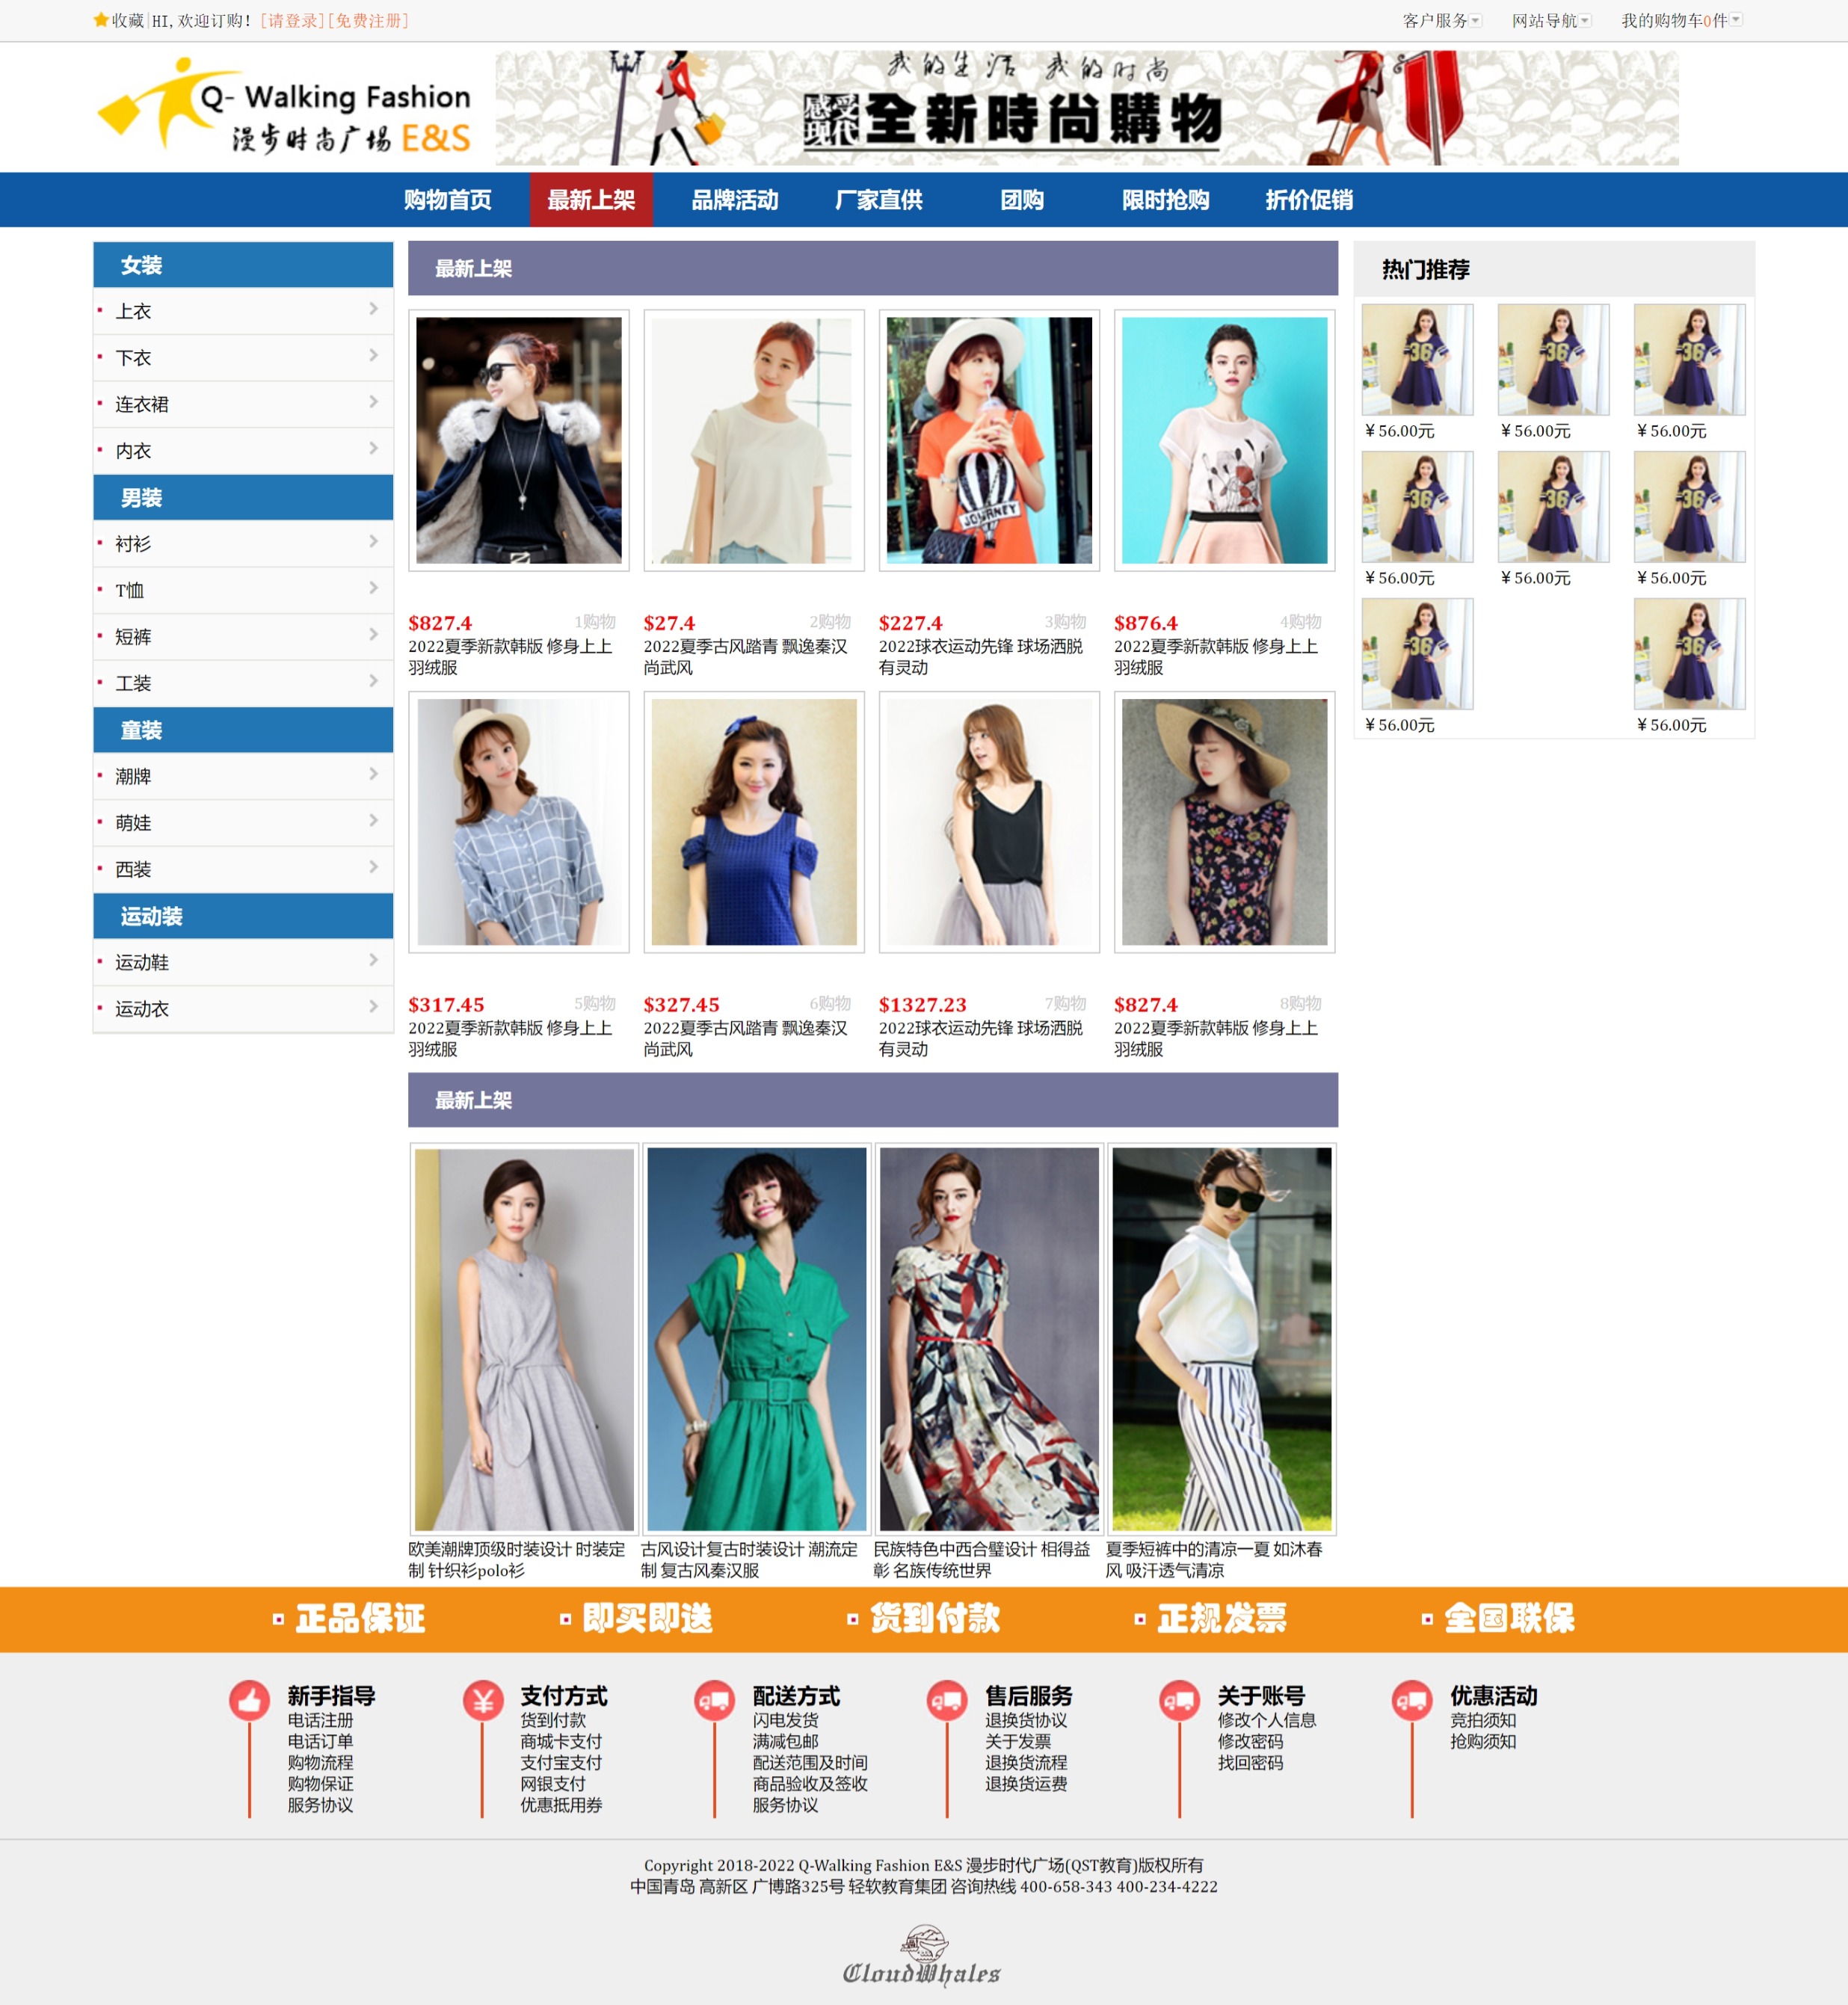 收藏 HI, 欢迎订购! [请登录][免费注册]
客户服务 网站导航 我的购物车0件
Q- Walking Fashion
漫步时尚广场 E&S
我的生活 我的时尚
感受现代 全新時尚購物
购物首页 最新上架 品牌活动 厂家直供 团购 限时抢购 折价促销
女装
上衣
下衣
连衣裙
内衣
男装
衬衫
T恤
短裤
工装
童装
潮牌
萌娃
西装
运动装
运动鞋
运动衣
最新上架
JOURNEY
$827.4 1购物
2022夏季新款韩版 修身上上
羽绒服
$27.4 2购物
2022夏季古风踏青 飘逸秦汉
尚武风
$227.4 3购物
2022球衣运动先锋 球场洒脱
有灵动
$876.4 4购物
2022夏季新款韩版 修身上上
羽绒服
$317.45 5购物
2022夏季新款韩版 修身上上
羽绒服
$327.45 6购物
2022夏季古风踏青 飘逸秦汉
尚武风
$1327.23 7购物
2022球衣运动先锋 球场洒脱
有灵动
$827.4 8购物
2022夏季新款韩版 修身上上
羽绒服
最新上架
欧美潮牌顶级时装设计 时装定
制 针织衫polo衫
古风设计复古时装设计 潮流定
制 复古风秦汉服
民族特色中西合璧设计 相得益
彰 名族传统世界
夏季短裤中的清凉一夏 如沐春
风 吸汗透气清凉
热门推荐
36 36 36
￥56.00元 ￥56.00元 ￥56.00元
36 36 36
￥56.00元 ￥56.00元 ￥56.00元
36 36
￥56.00元 ￥56.00元
正品保证 即买即送 货到付款 正规发票 全国联保
新手指导
电话注册
电话订单
购物流程
购物保证
服务协议
支付方式
货到付款
商城卡支付
支付宝支付
网银支付
优惠抵用券
配送方式
闪电发货
满减包邮
配送范围及时间
商品验收及签收
服务协议
售后服务
退换货协议
关于发票
退换货流程
退换货运费
关于账号
修改个人信息
修改密码
找回密码
优惠活动
竞拍须知
抢购须知
Copyright 2018-2022 Q-Walking Fashion E&S 漫步时代广场(QST教育)版权所有
中国青岛 高新区 广博路325号 轻软教育集团 咨询热线 400-658-343 400-234-4222
CloudWhales